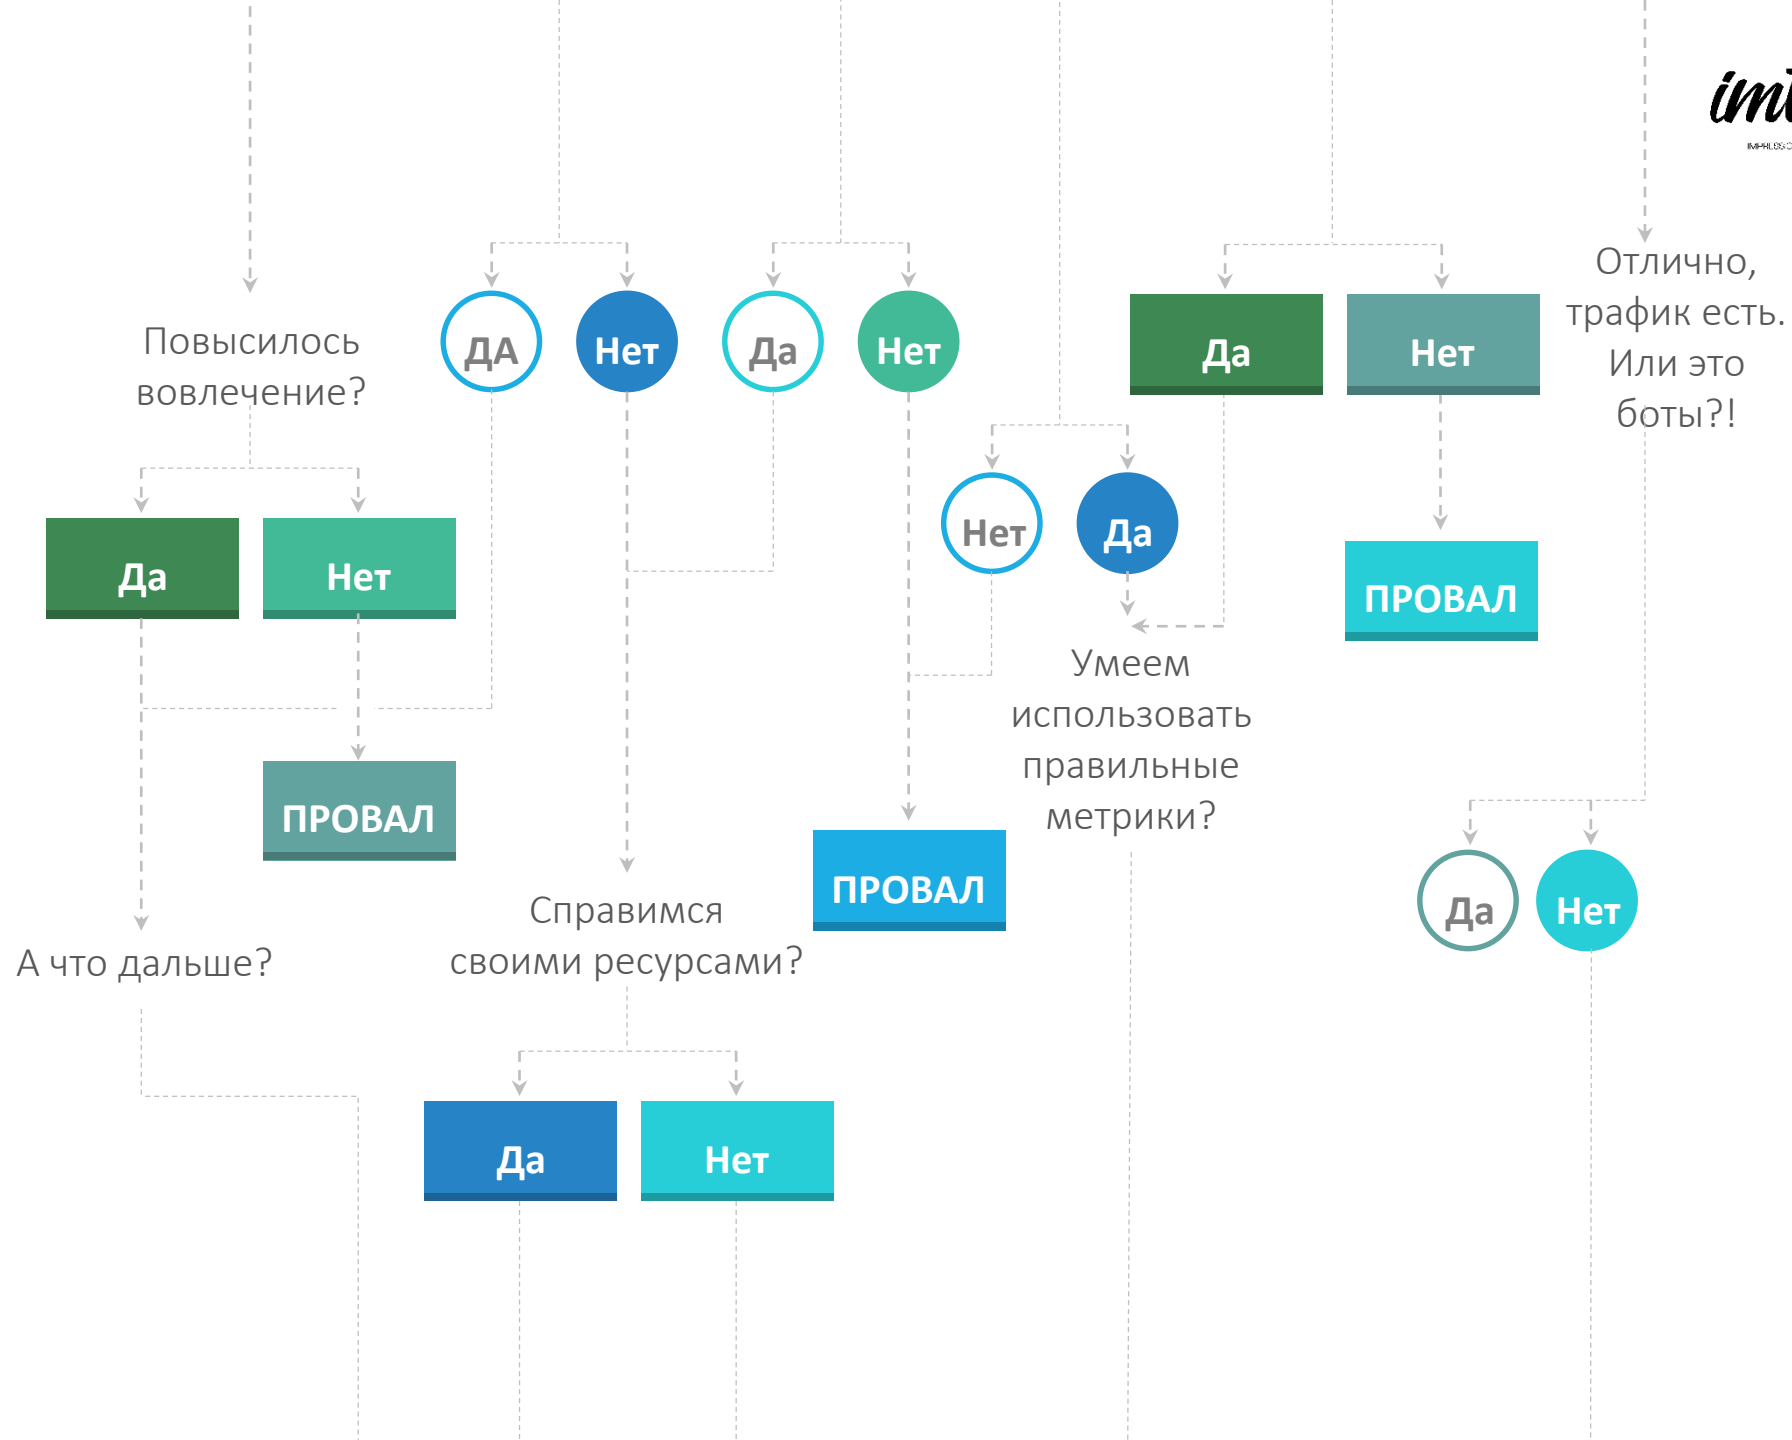 Отлично,
трафик есть.
Или это
боты?!
Повысилось
вовлечение?
ДА
Нет
Да
Нет
Да
Нет
Нет
Да
Да
Нет
ПРОВАЛ
Умеем
использовать
правильные
метрики?
ПРОВАЛ
ПРОВАЛ
Да
Нет
Справимся
своими ресурсами?
А что дальше?
Да
Нет